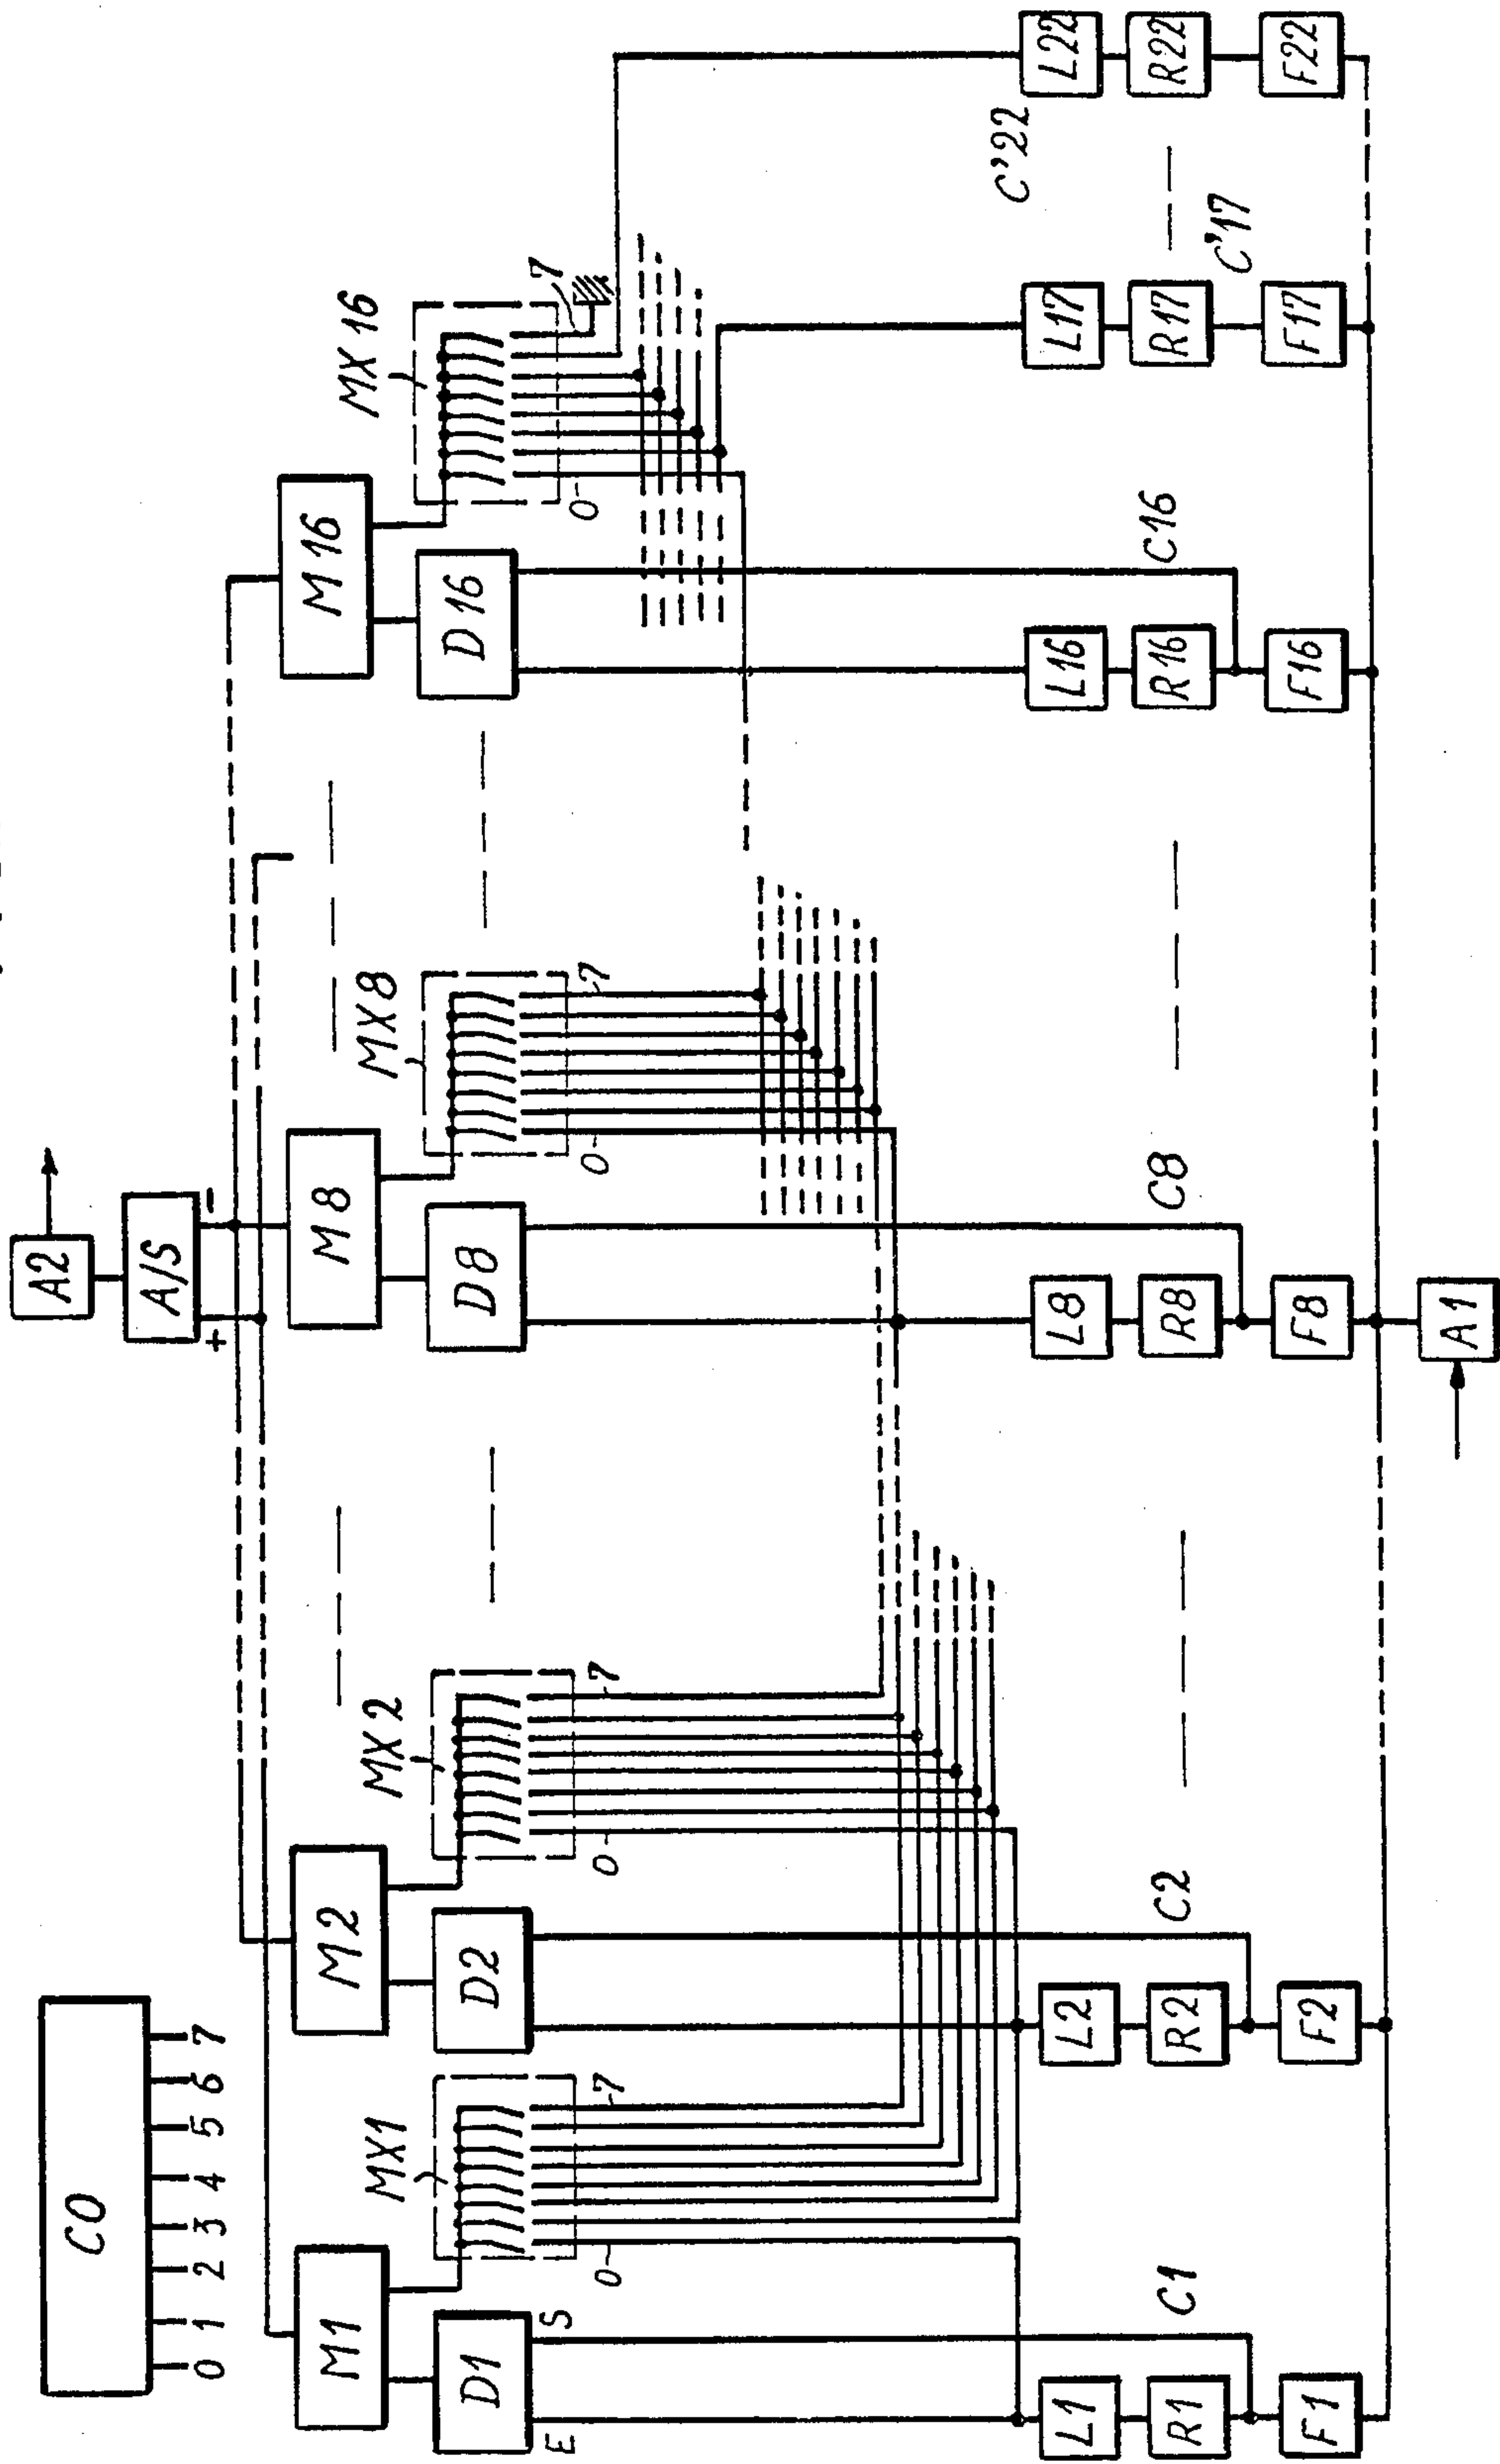 CO
0 1 2 3 4 5 6 7
A2
A/S
+ -
M1
M2
M8
M16
MX1
MX2
MX8
MX16
D1
D2
D8
D16
E S
0 7
0 7
0 7
0 7
C1
C2
C8
C16
C'17
C'22
L1
L2
L8
L16
L17
L22
R1
R2
R8
R16
R17
R22
F1
F2
F8
F16
F17
F22
A1